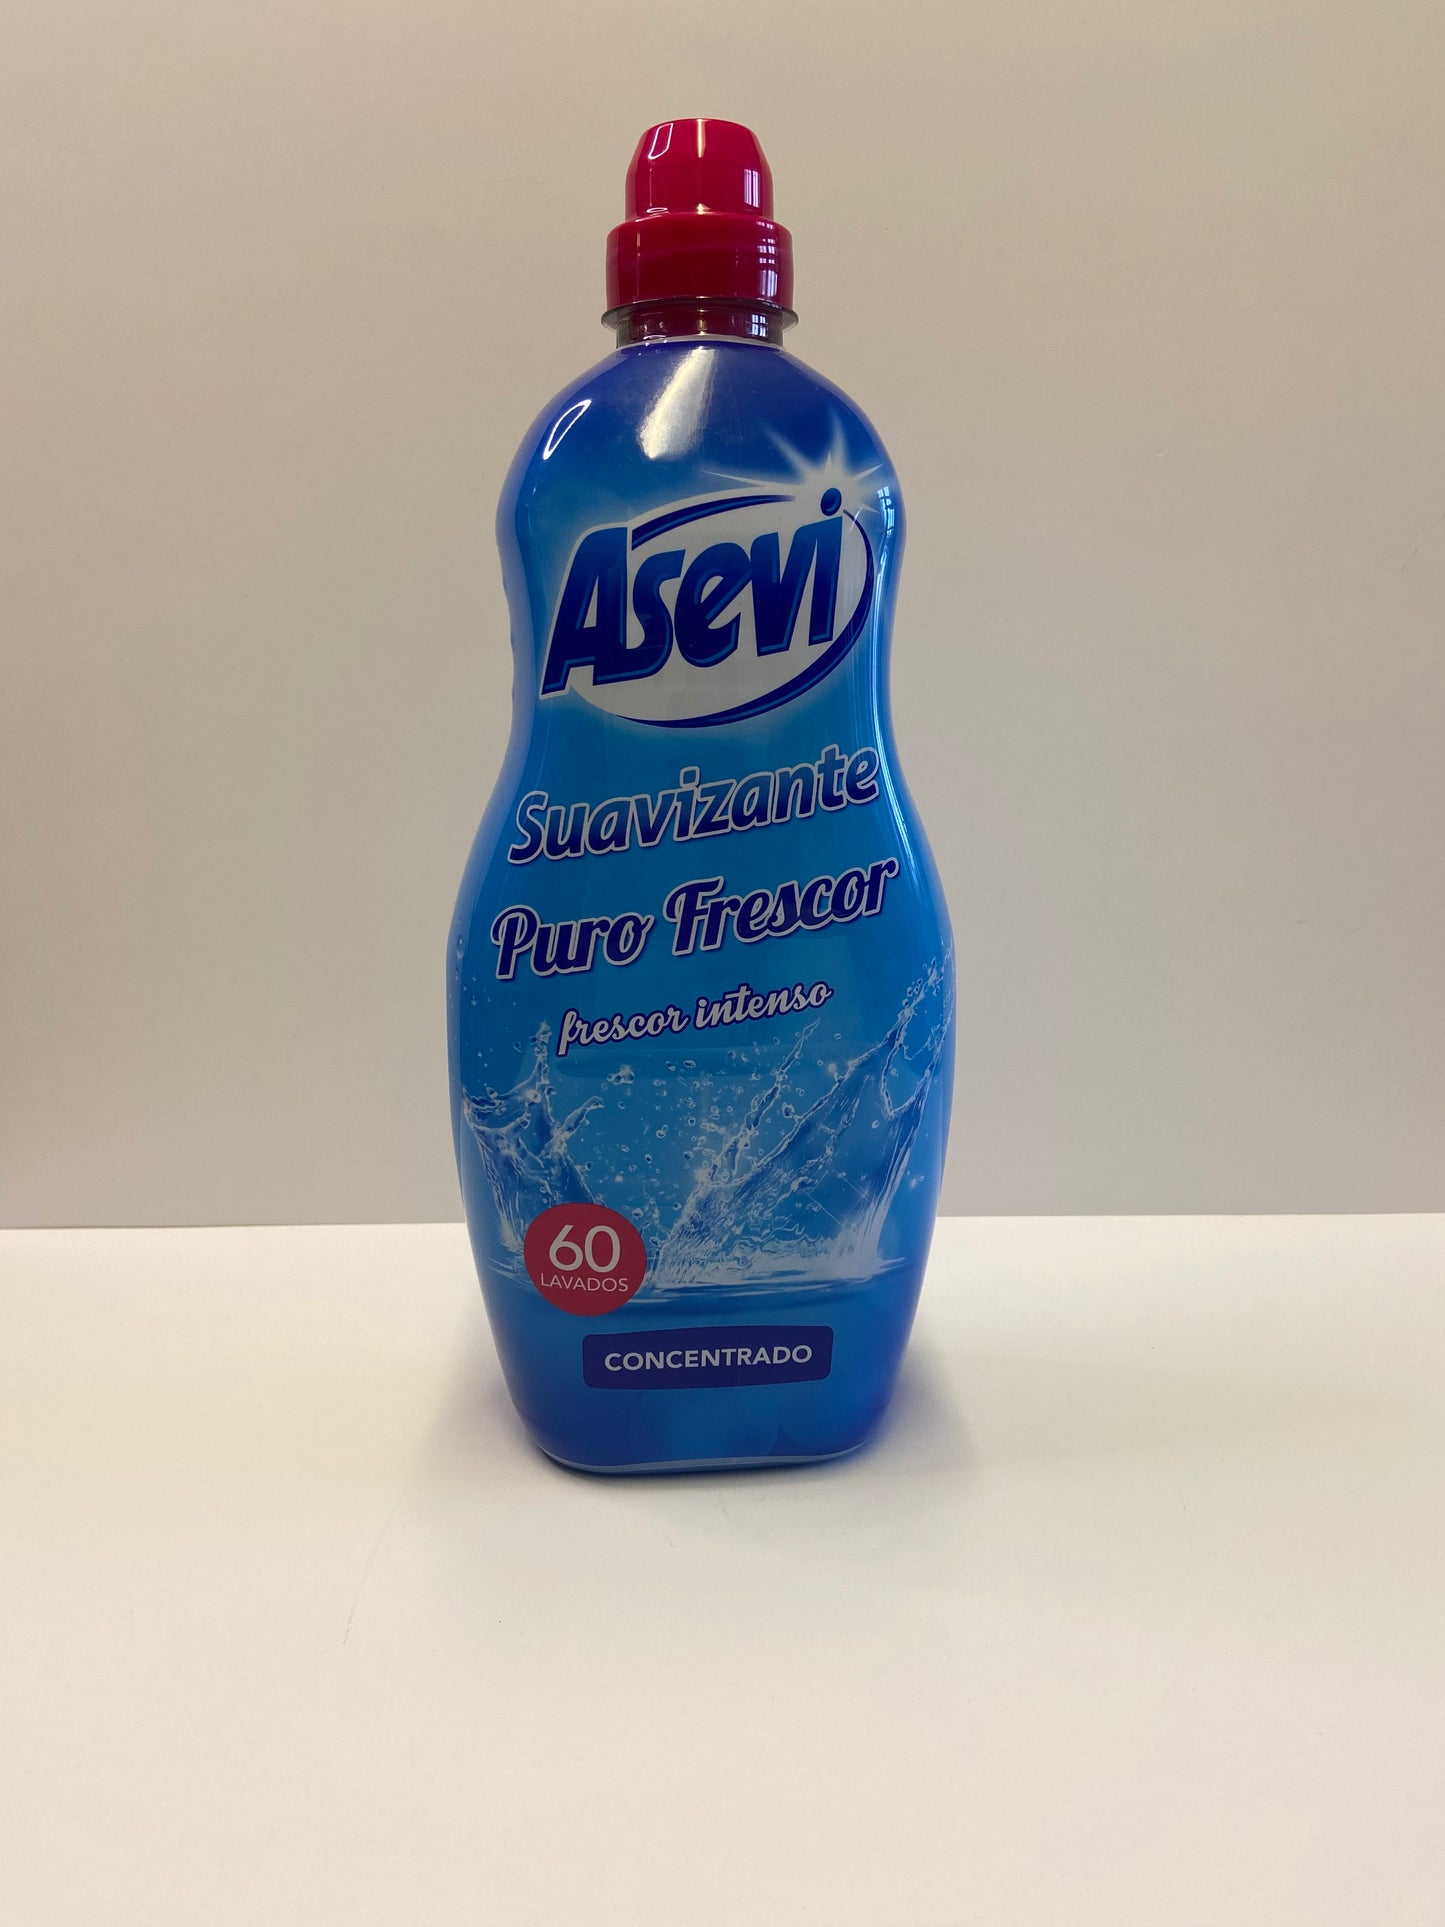 Asevi
Suavizante
Puro Frescor
frescor intenso
60
LAVADOS
CONCENTRADO